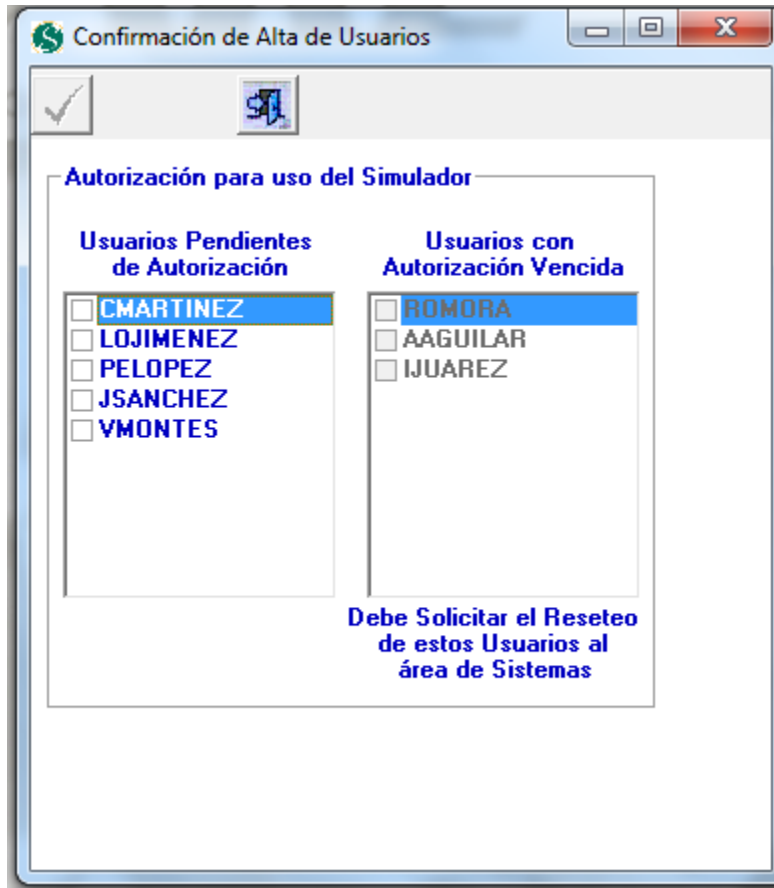 Confirmación de Alta de Usuarios
Autorización para uso del Simulador
Usuarios Pendientes
de Autorización
CMARTINEZ
LOJIMENEZ
PELOPEZ
JSANCHEZ
VMONTES
Usuarios con
Autorización Vencida
ROMORA
AAGUILAR
IJUAREZ
Debe Solicitar el Reseteo
de estos Usuarios al
área de Sistemas